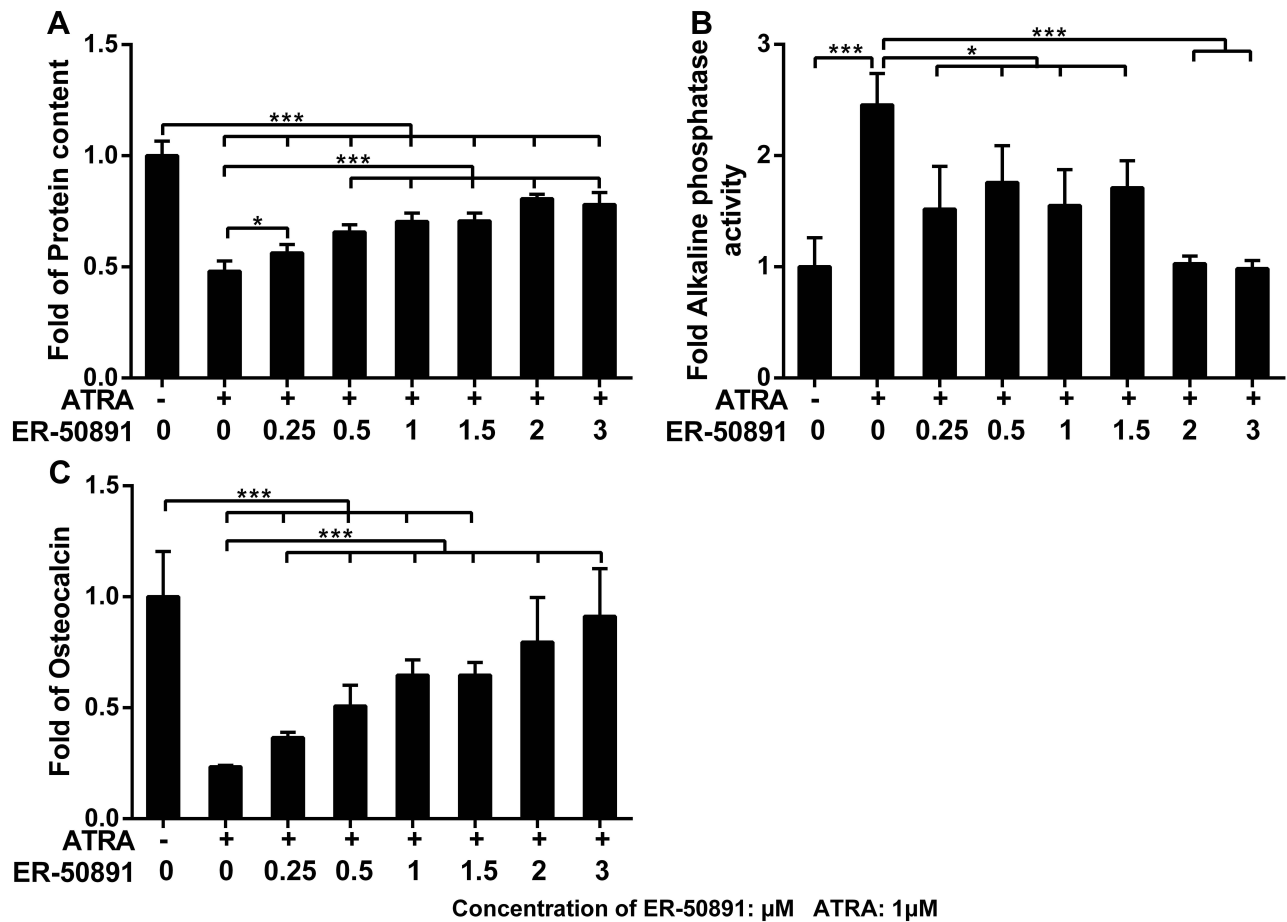 A
Fold of Protein content
1.5
1.0
0.5
0.0
***
***
*
ATRA - + + + + + + +
ER-50891 0 0 0.25 0.5 1 1.5 2 3
B
Fold Alkaline phosphatase
activity
3
2
1
0
***
***
*
ATRA - + + + + + + +
ER-50891 0 0 0.25 0.5 1 1.5 2 3
C
Fold of Osteocalcin
1.5
1.0
0.5
0.0
***
***
ATRA - + + + + + + +
ER-50891 0 0 0.25 0.5 1 1.5 2 3
Concentration of ER-50891: µM ATRA: 1µM